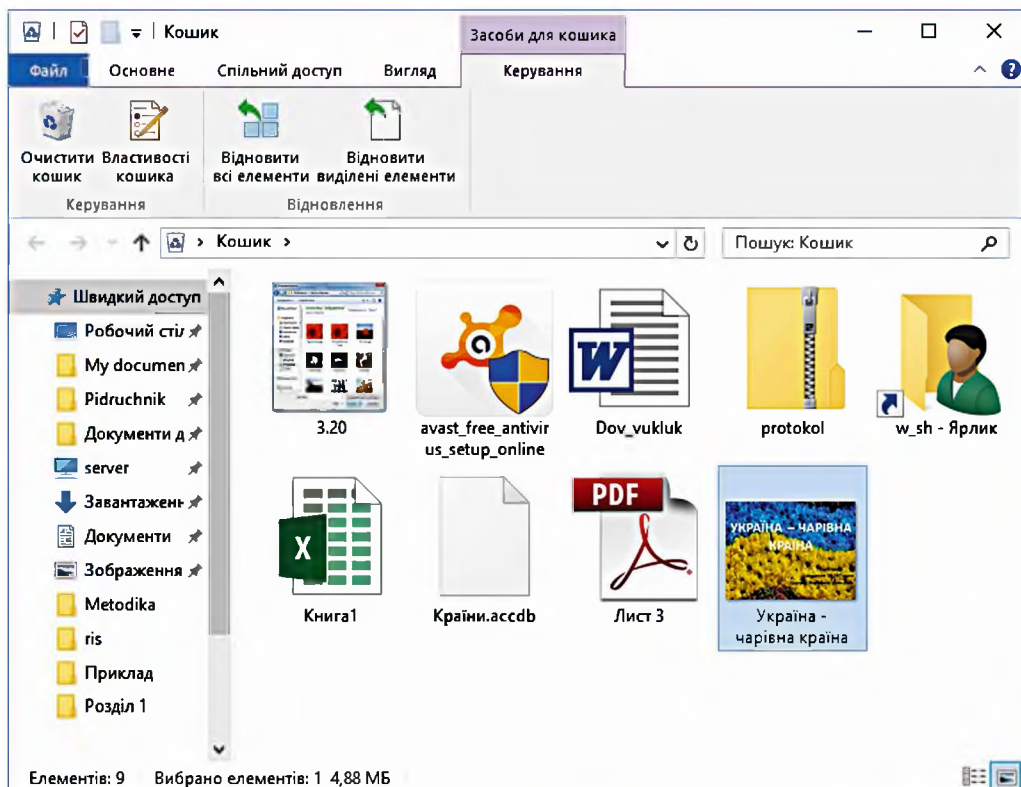 Кошик
Засоби для кошика
Файл
Основне
Спільний доступ
Вигляд
Керування
Очистити кошик
Властивості кошика
Відновити всі елементи
Відновити виділені елементи
Керування
Відновлення
Кошик
Пошук: Кошик
Швидкий доступ
Робочий стіл
My documen
Pidruchnik
Документи д
server
Завантажен
Документи
Зображення
Metodika
ris
Приклад
Розділ 1
3.20
avast_free_antivir
us_setup_online
Dov_vukluk
protokol
w_sh - Ярлик
Книга1
Країни.accdb
PDF
Лист 3
УКРАЇНА – ЧАРІВНА
КРАЇНА
Україна -
чарівна країна
Елементів: 9
Вибрано елементів: 1 4,88 МБ